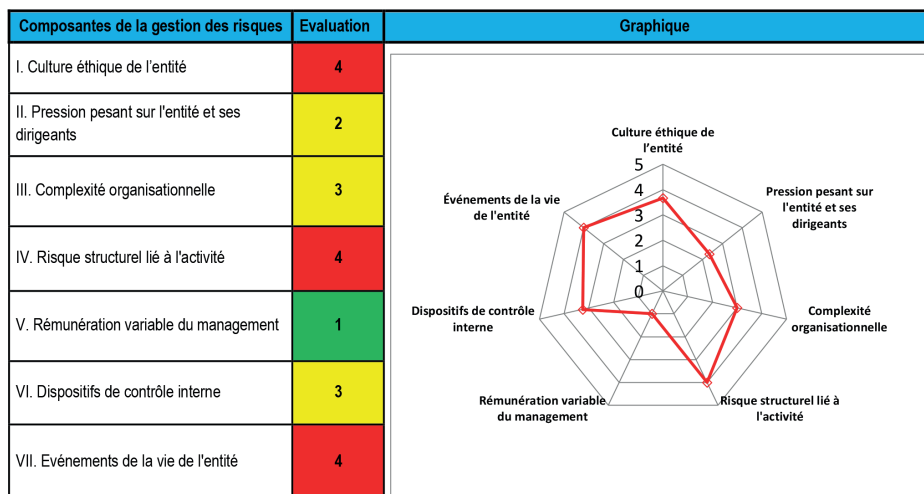 Composantes de la gestion des risques Evaluation Graphique
I. Culture éthique de l'entité 4
II. Pression pesant sur l'entité et ses
dirigeants 2
III. Complexité organisationnelle 3
IV. Risque structurel lié à l'activité 4
V. Rémunération variable du management 1
VI. Dispositifs de contrôle interne 3
VII. Evénements de la vie de l'entité 4
Culture éthique de
l'entité
Pression pesant sur
l'entité et ses
dirigeants
Complexité
organisationnelle
Risque structurel lié à
l'activité
Rémunération variable
du management
Dispositifs de contrôle
interne
Événements de la vie
de l'entité
5
4
3
2
1
0